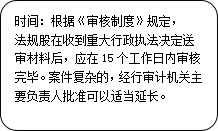 时间：根据《审核制度》规定，
法规股在收到重大行政执法决定送
审材料后，应在 15 个工作日内审核
完毕。案件复杂的，经行审计机关主
要负责人批准可以适当延长。